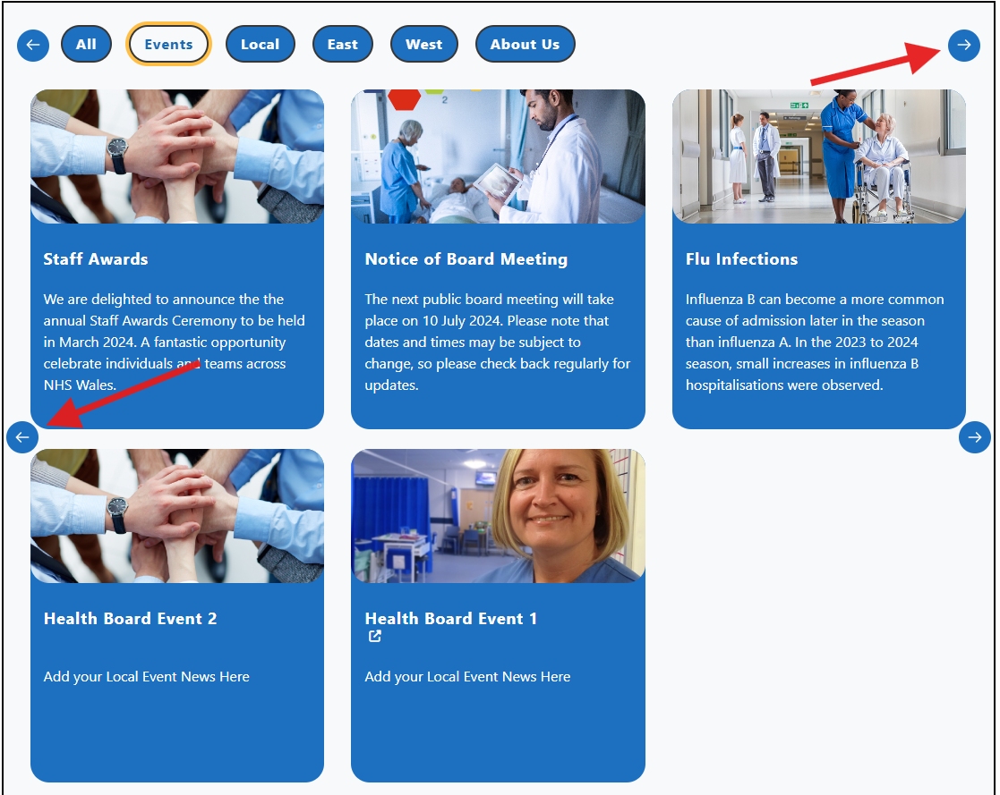 All Events Local East West About Us
2
Staff Awards
We are delighted to announce the the
annual Staff Awards Ceremony to be held
in March 2024. A fantastic opportunity
celebrate individuals and teams across
NHS Wales.
Notice of Board Meeting
The next public board meeting will take
place on 10 July 2024. Please note that
dates and times may be subject to
change, so please check back regularly for
updates.
Flu Infections
Influenza B can become a more common
cause of admission later in the season
than influenza A. In the 2023 to 2024
season, small increases in influenza B
hospitalisations were observed.
Health Board Event 2
Add your Local Event News Here
Health Board Event 1
Add your Local Event News Here